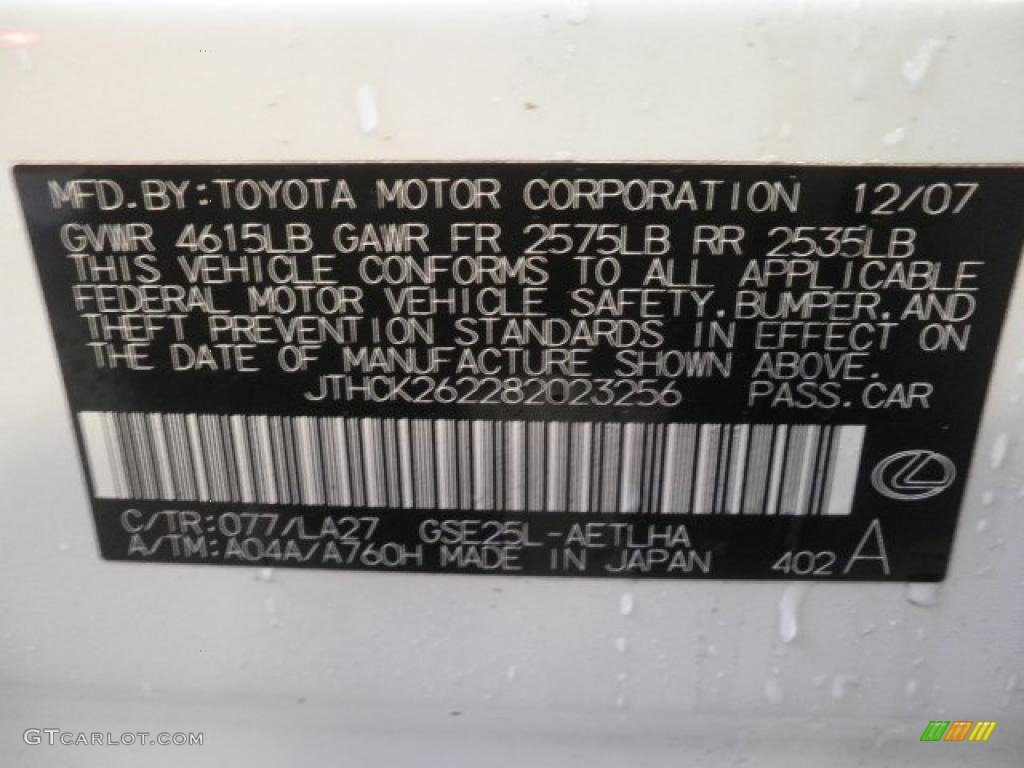 MFD.BY:TOYOTA MOTOR CORPORATION 12/07
GVWR 4615LB GAWR FR 2575LB RR 2535LB
THIS VEHICLE CONFORMS TO ALL APPLICABLE
FEDERAL MOTOR VEHICLE SAFETY,BUMPER,AND
THEFT PREVENTION STANDARDS IN EFFECT ON
THE DATE OF MANUFACTURE SHOWN ABOVE.
JTHCK262282023256 PASS.CAR
C/TR:077/LA27 GSE25L-AETLHA
A/TM:A04A/A760H MADE IN JAPAN 402 A
GTCARLOT.COM